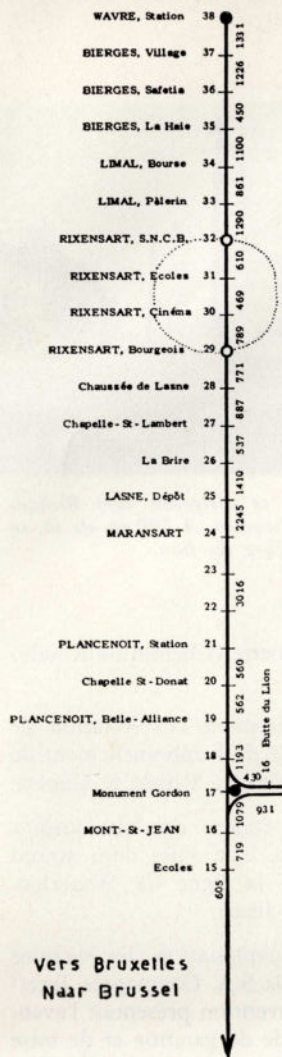 WAVRE, Station 38
1331
BIERGES, Village 37
1226
BIERGES, Safetia 36
450
BIERGES, La Haie 35
1100
LIMAL, Bourse 34
861
LIMAL, Pèlerin 33
1290
RIXENSART, S.N.C.B. 32
610
RIXENSART, Ecoles 31
469
RIXENSART, Cinéma 30
789
RIXENSART, Bourgeois 29
771
Chaussée de Lasne 28
887
Chapelle-St-Lambert 27
537
La Brire 26
1410
LASNE, Dépôt 25
2245
MARANSART 24
23
3016
22
PLANCENOIT, Station 21
560
Chapelle St-Donat 20
562
PLANCENOIT, Belle-Alliance 19
1193
18
430
16 Butte du Lion
Monument Gordon 17
931
1079
MONT-St-JEAN 16
719
Ecoles 15
605
Vers Bruxelles
Naar Brussel